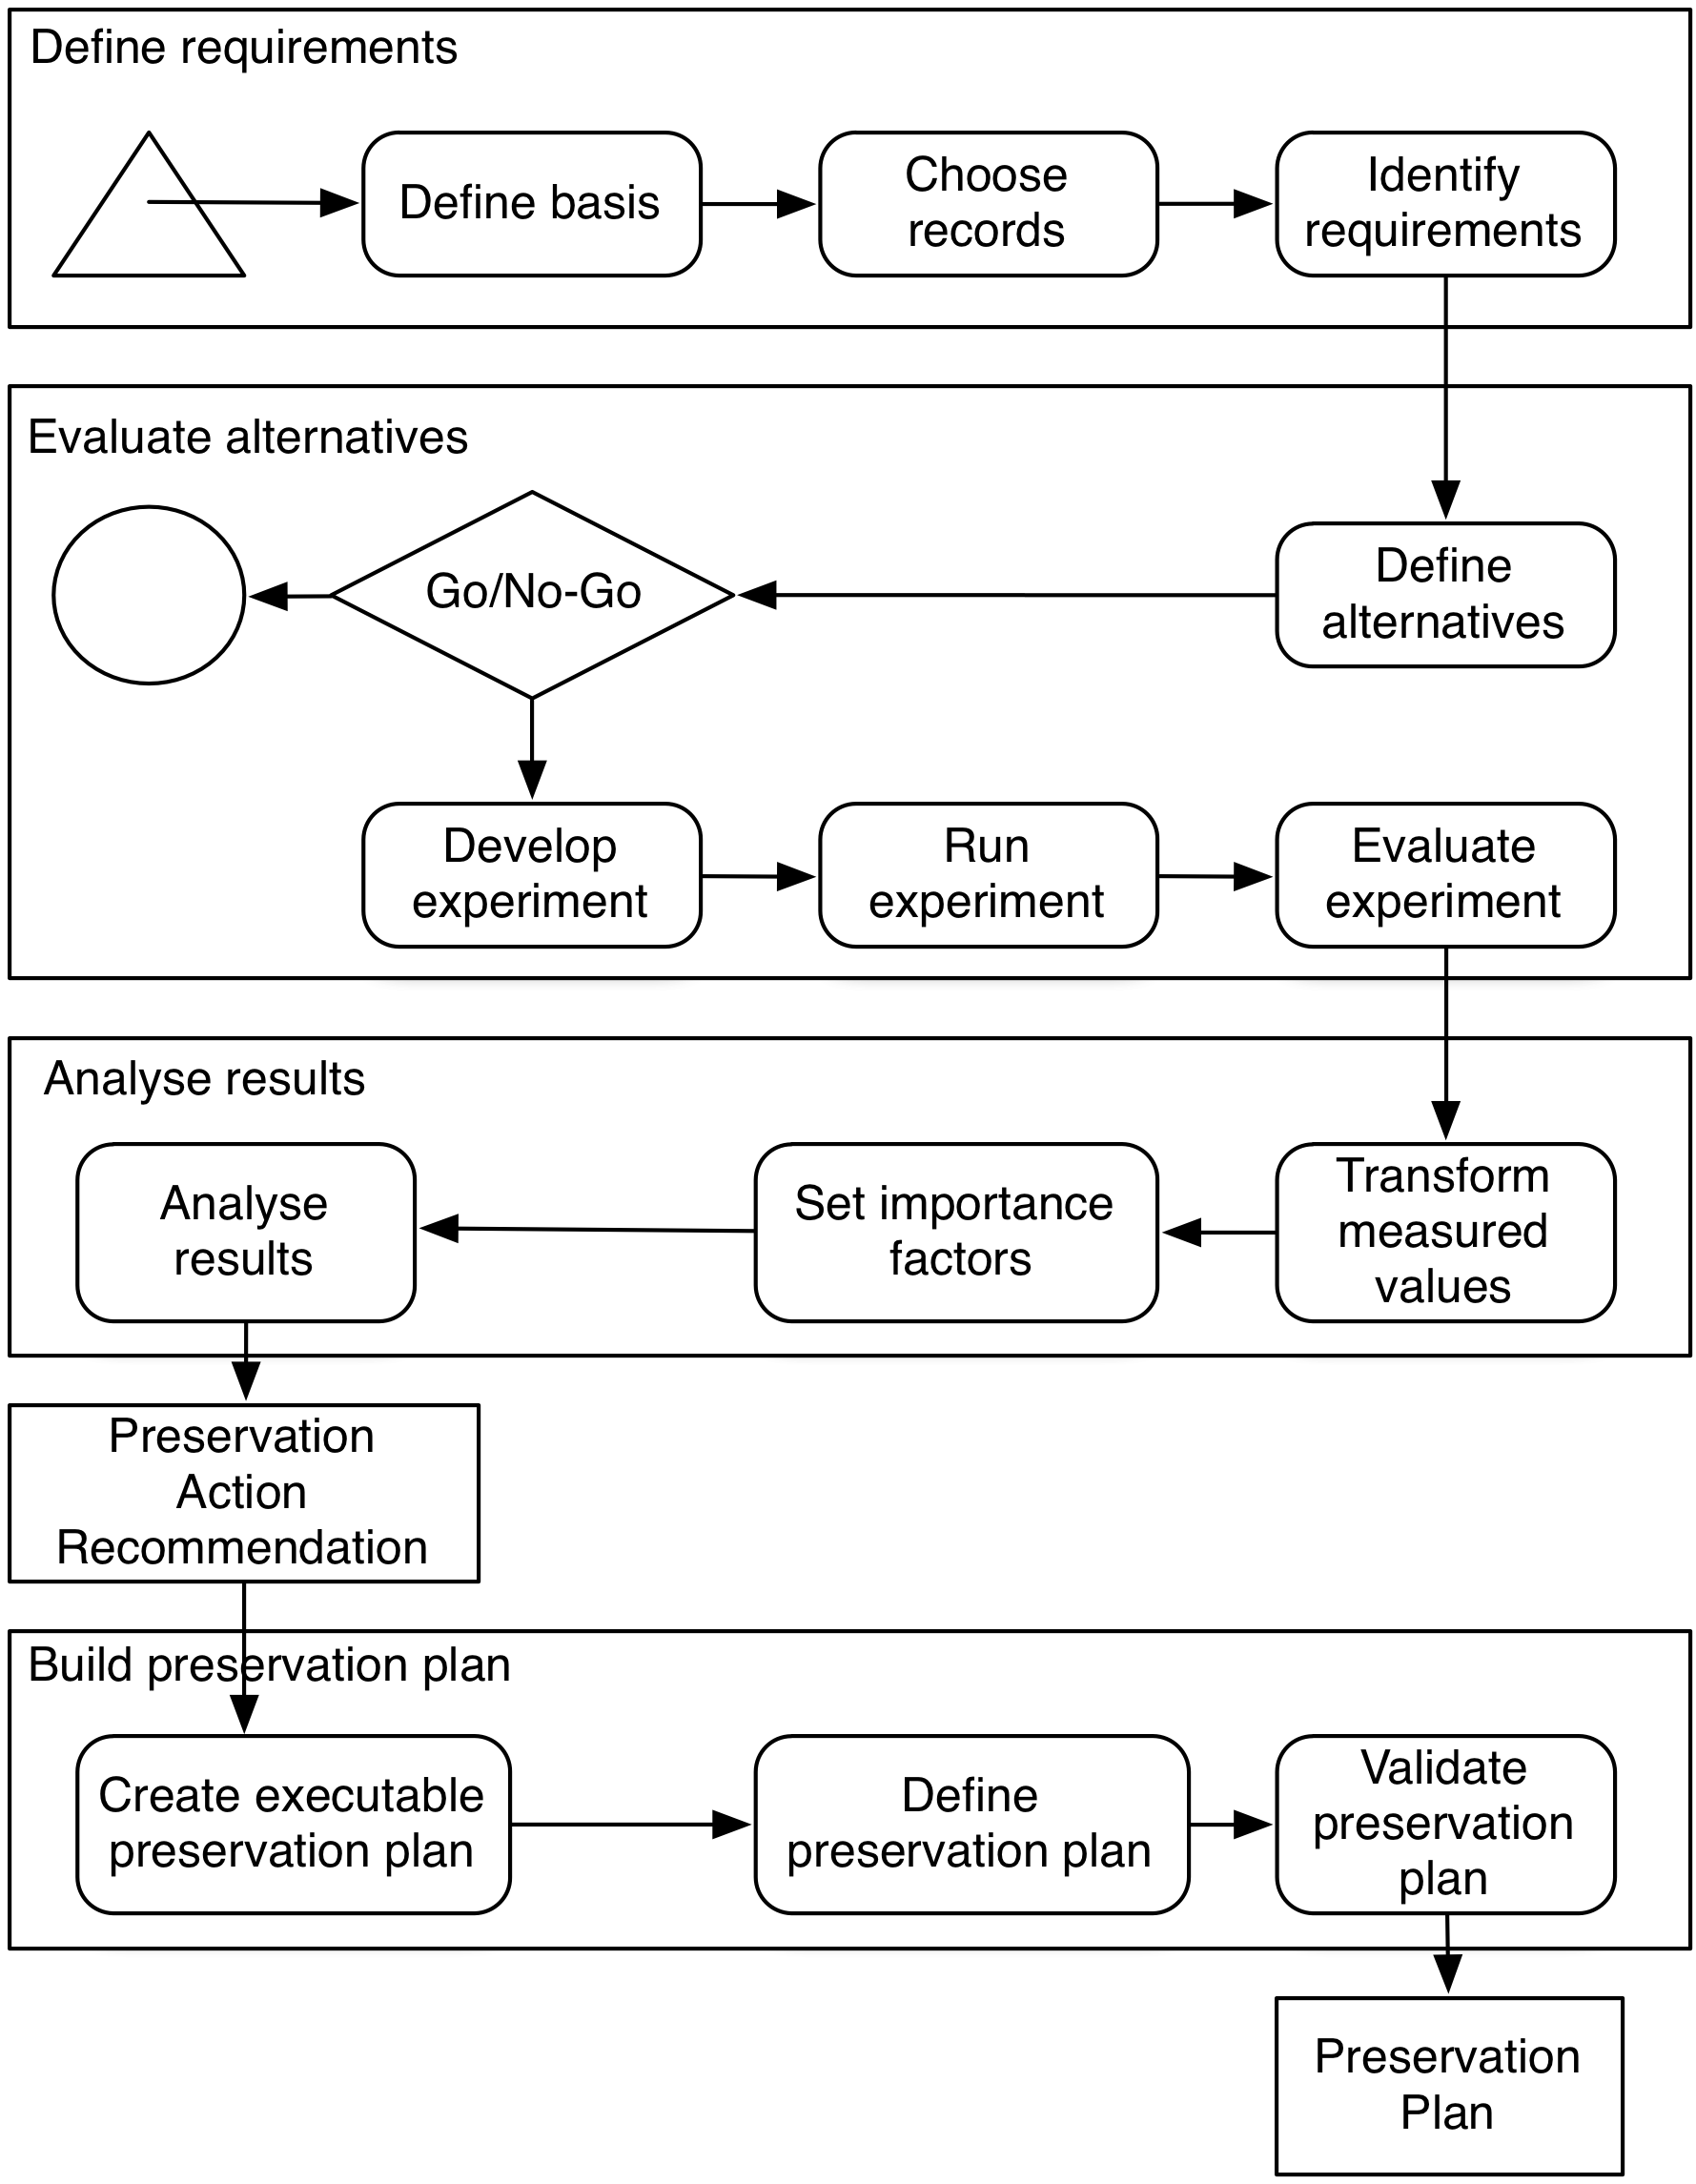 Define requirements
Define basis
Choose
records
Identify
requirements
Evaluate alternatives
Go/No-Go
Define
alternatives
Develop
experiment
Run
experiment
Evaluate
experiment
Analyse results
Analyse
results
Set importance
factors
Transform
measured
values
Preservation
Action
Recommendation
Build preservation plan
Create executable
preservation plan
Define
preservation plan
Validate
preservation
plan
Preservation
Plan